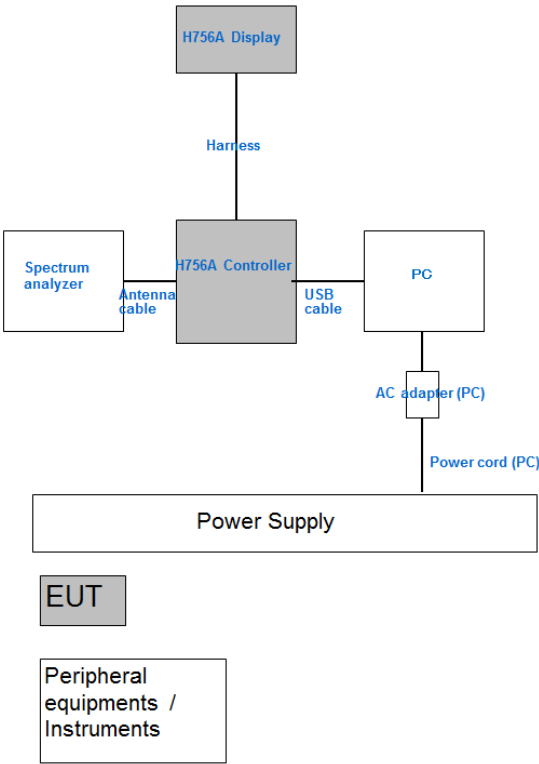 H756A Display
Harness
Spectrum
analyzer
H756A Controller
PC
Antenna
cable
USB
cable
AC adapter (PC)
Power cord (PC)
Power Supply
EUT
Peripheral
equipments /
Instruments